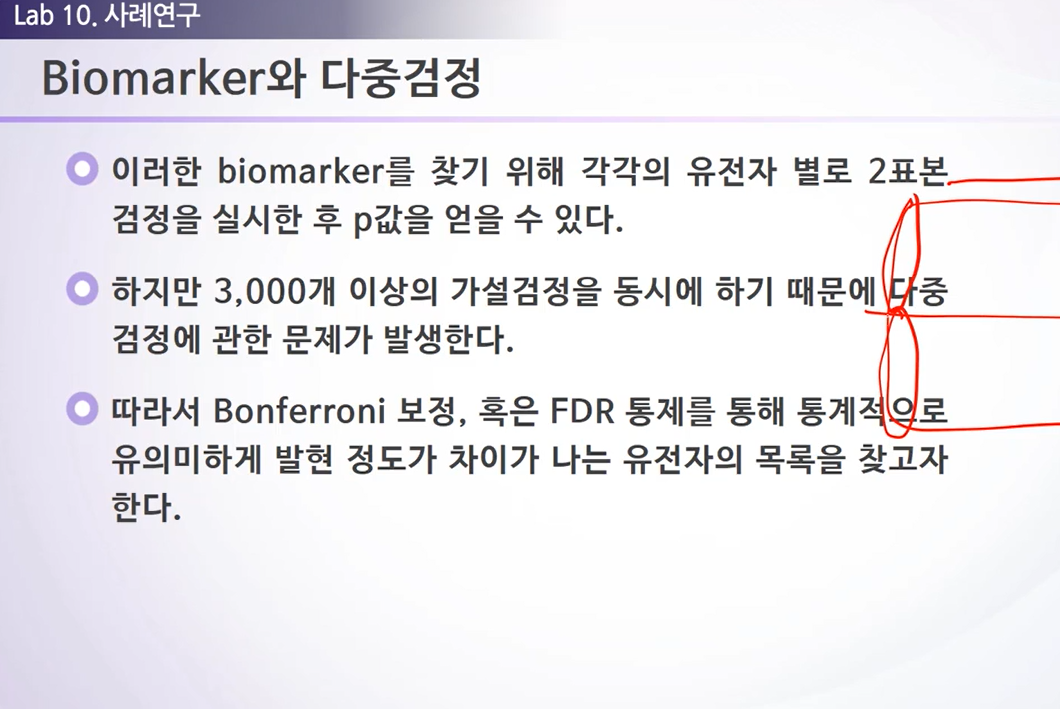 Lab 10. 사례연구
Biomarker와 다중검정
이러한 biomarker를 찾기 위해 각각의 유전자 별로 2표본
검정을 실시한 후 p값을 얻을 수 있다.
하지만 3,000개 이상의 가설검정을 동시에 하기 때문에 다중
검정에 관한 문제가 발생한다.
따라서 Bonferroni 보정, 혹은 FDR 통제를 통해 통계적으로
유의미하게 발현 정도가 차이가 나는 유전자의 목록을 찾고자
한다.